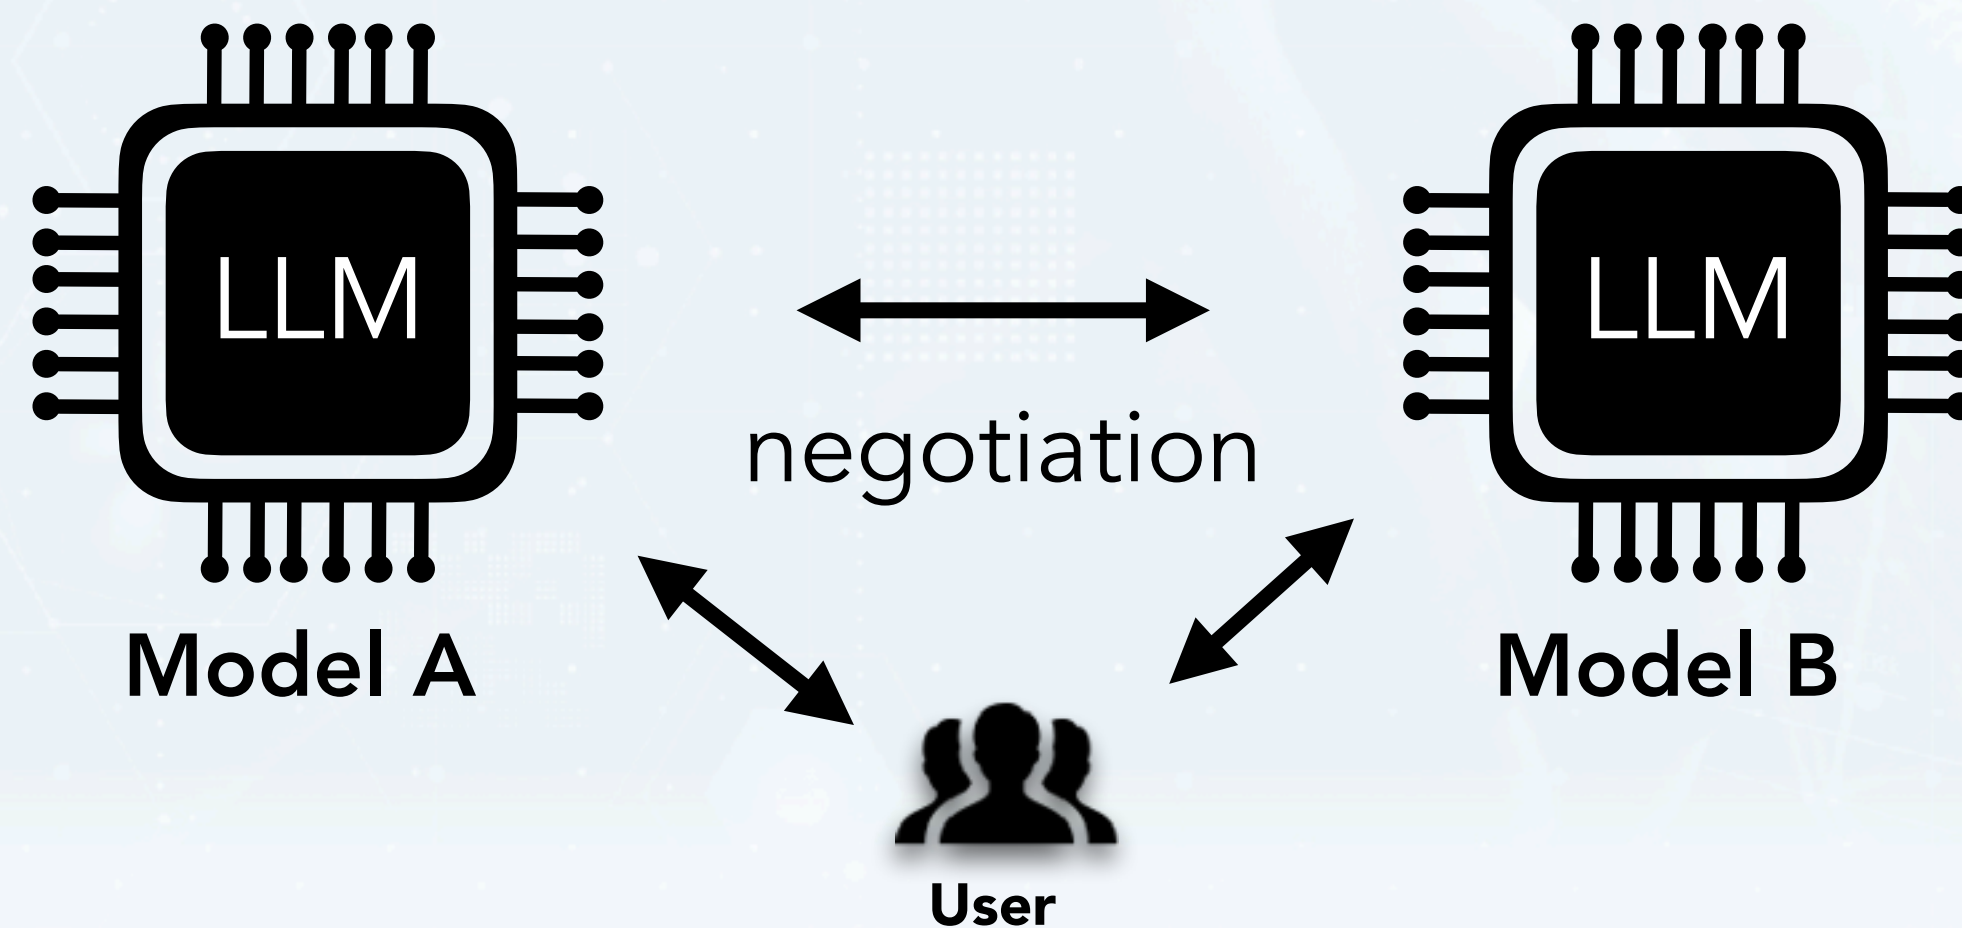 LLM
LLM
negotiation
Model A
Model B
User